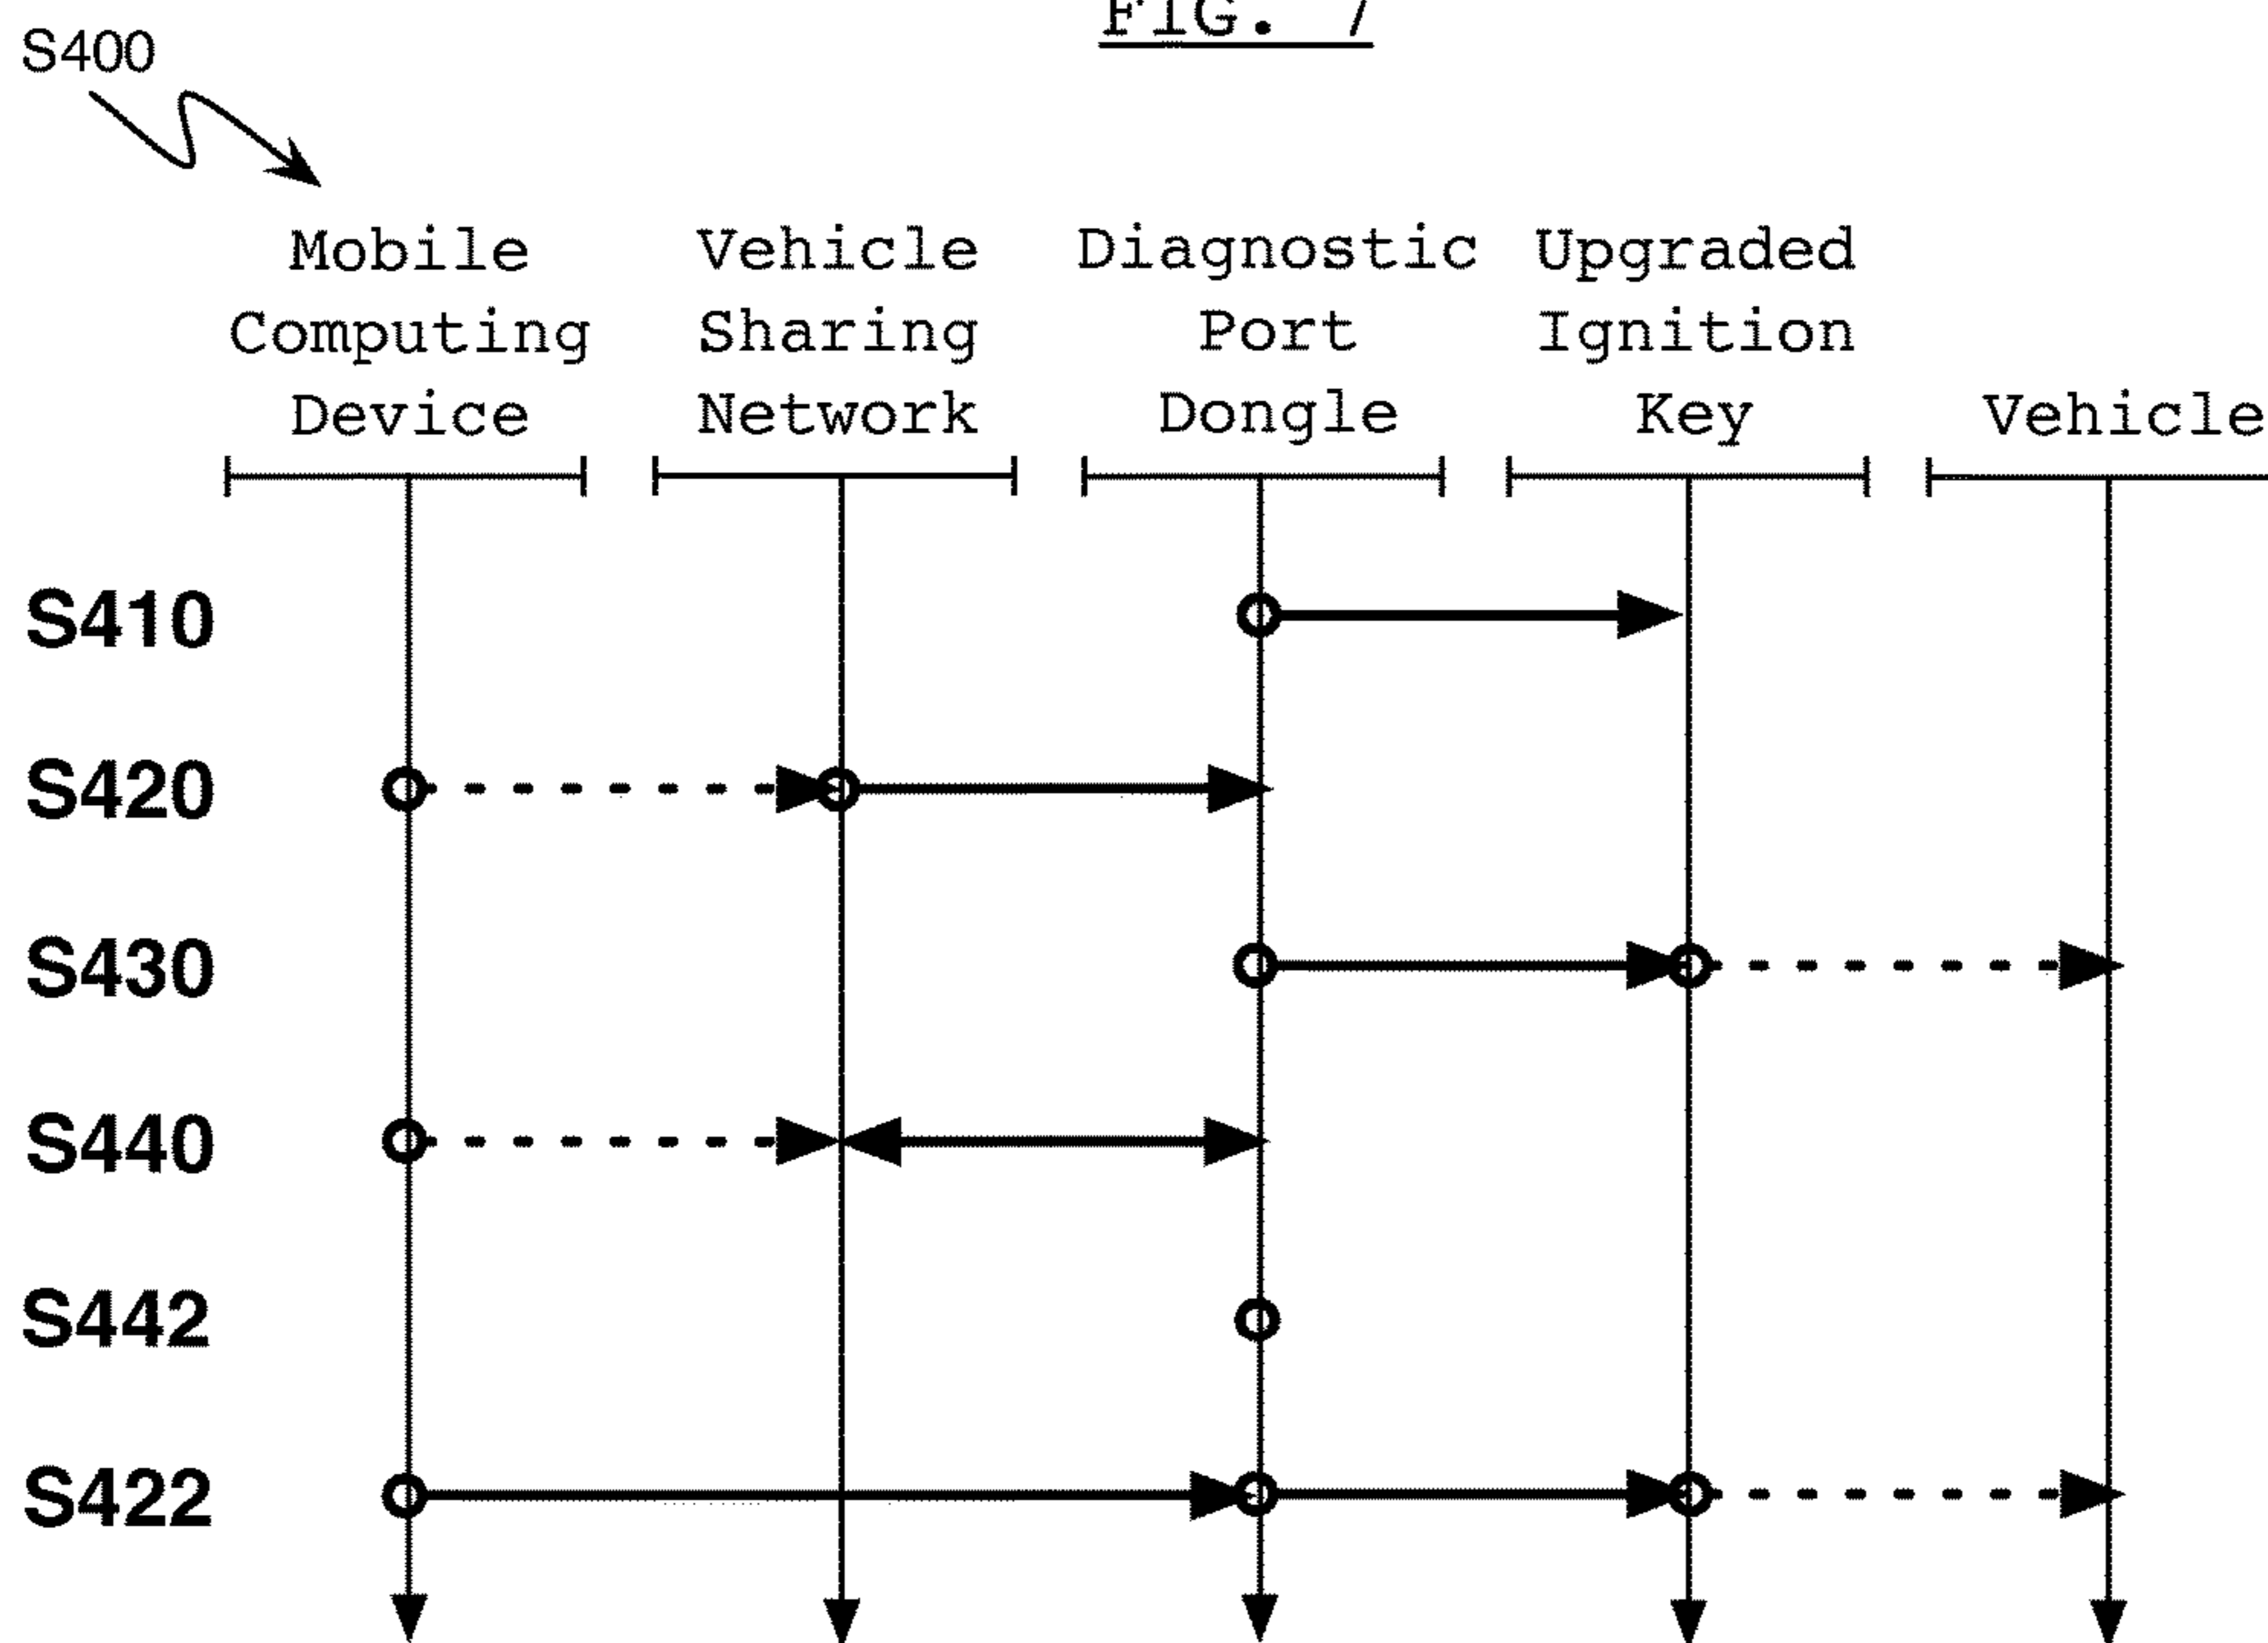 FIG. 7
S400
Mobile Computing Device
Vehicle Sharing Network
Diagnostic Port Dongle
Upgraded Ignition Key
Vehicle
S410
S420
S430
S440
S442
S422